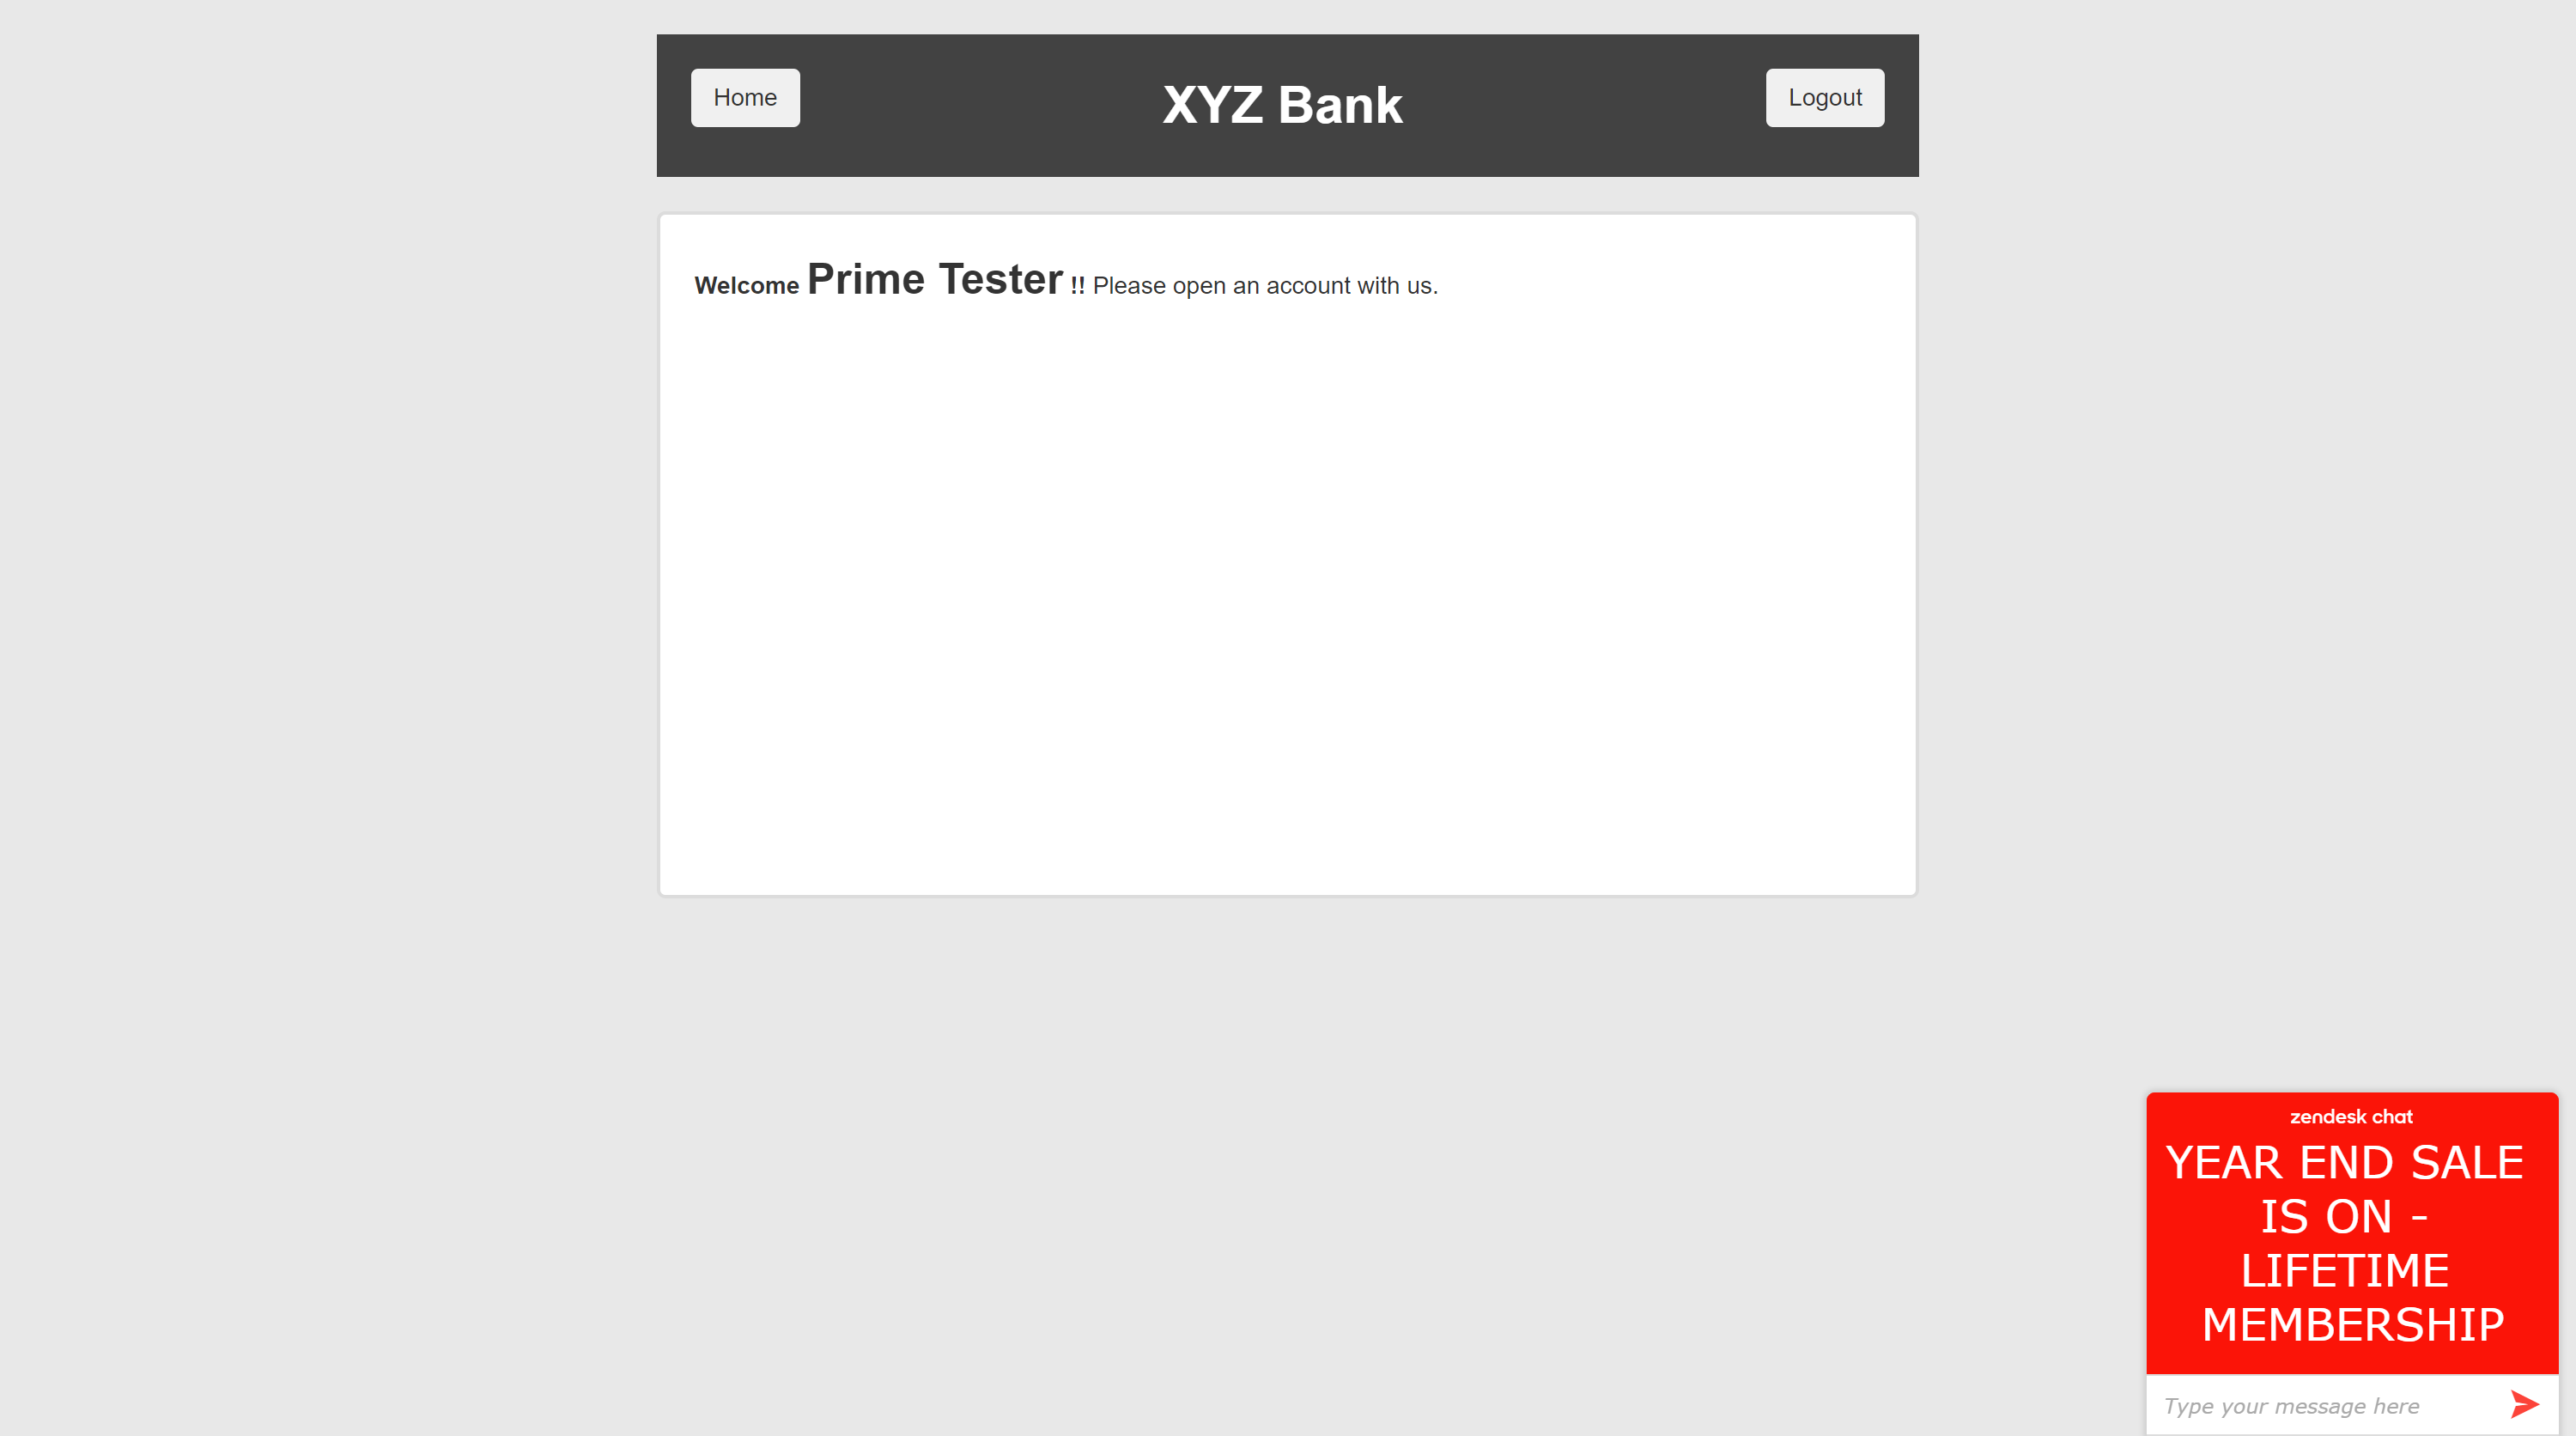 Home
XYZ Bank
Logout
Welcome Prime Tester !! Please open an account with us.
zendesk chat
YEAR END SALE
IS ON -
LIFETIME
MEMBERSHIP
Type your message here